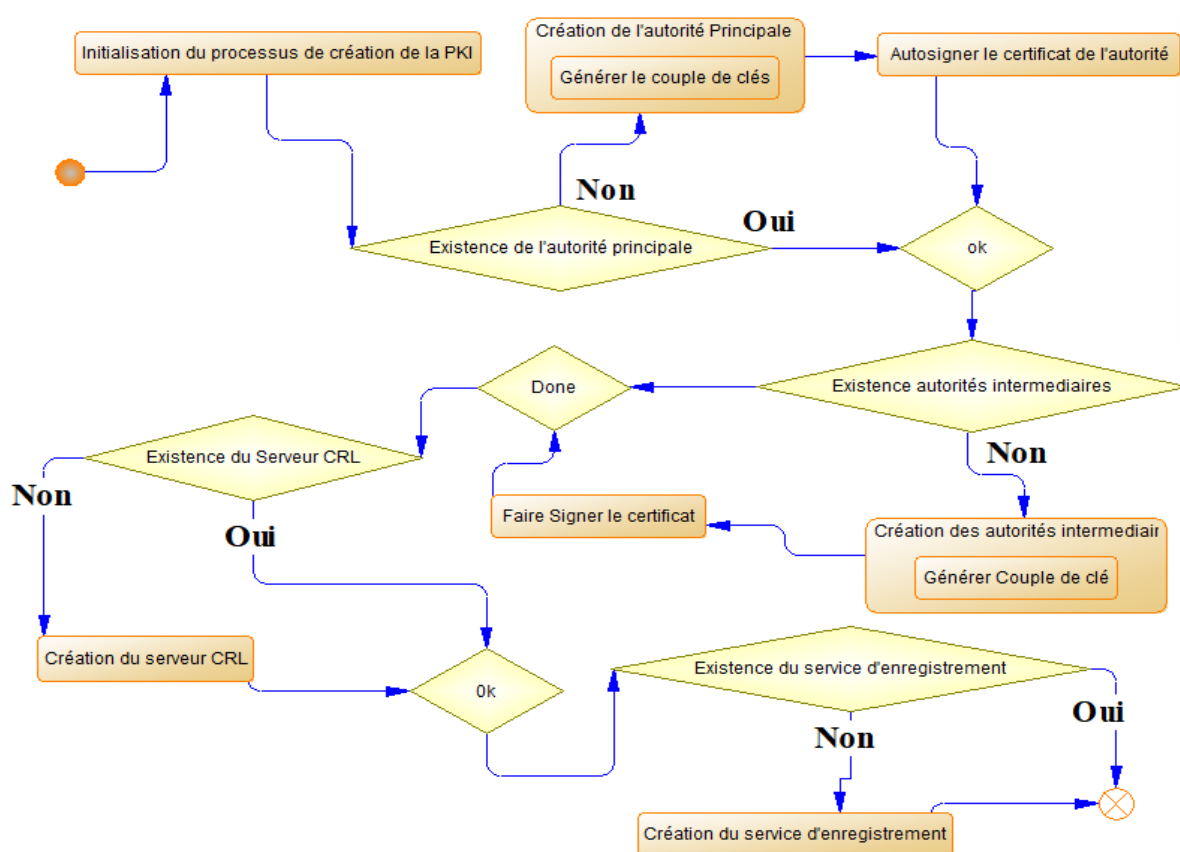 Initialisation du processus de création de la PKI
Création de l'autorité Principale
Générer le couple de clés
Autosigner le certificat de l'autorité
Non
Existence de l'autorité principale
Oui
ok
Existence autorités intermediaires
Done
Non
Existence du Serveur CRL
Non
Oui
Faire Signer le certificat
Création des autorités intermediair
Générer Couple de clé
Création du serveur CRL
0k
Existence du service d'enregistrement
Non
Oui
Création du service d'enregistrement